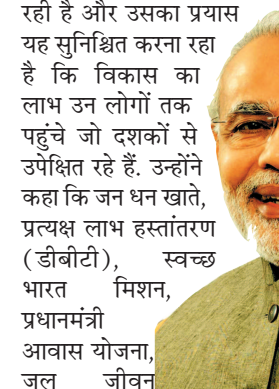 रही है और उसका प्रयास
यह सुनिश्चित करना रहा
है कि विकास का
लाभ उन लोगों तक
पहुंचे जो दशकों से
उपेक्षित रहे हैं. उन्होंने
कहा कि जन धन खाते,
प्रत्यक्ष लाभ हस्तांतरण
(डीबीटी), स्वच्छ
भारत मिशन,
प्रधानमंत्री
आवास योजना,
जल जीवन